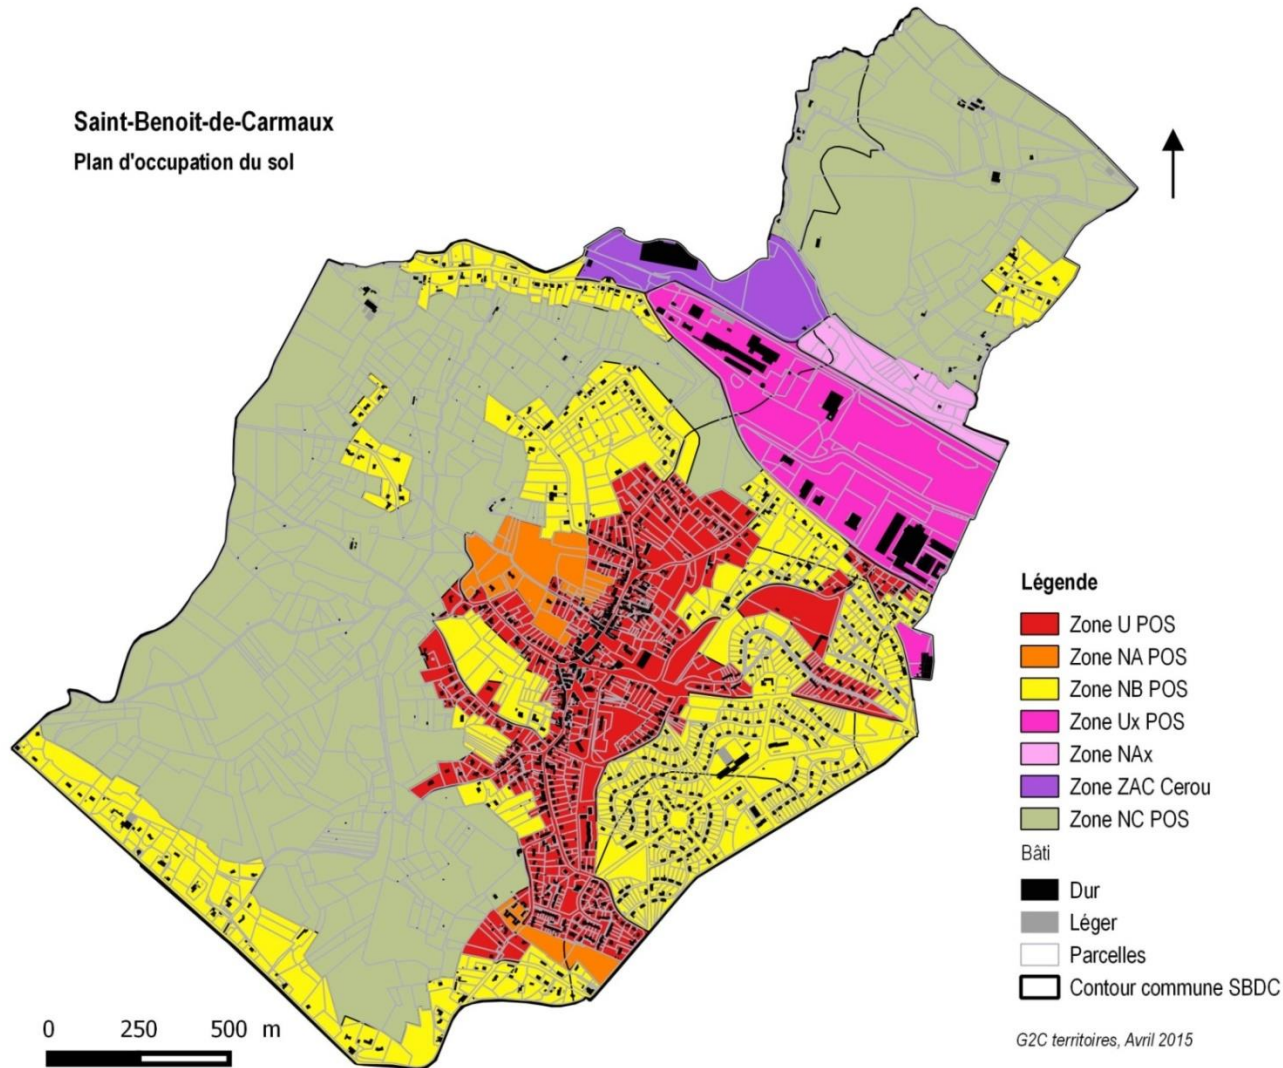 Saint-Benoit-de-Carmaux
Plan d'occupation du sol
Légende
Zone U POS
Zone NA POS
Zone NB POS
Zone Ux POS
Zone NAx
Zone ZAC Cerou
Zone NC POS
Bâti
Dur
Léger
Parcelles
Contour commune SBDC
0 250 500 m
G2C territoires, Avril 2015